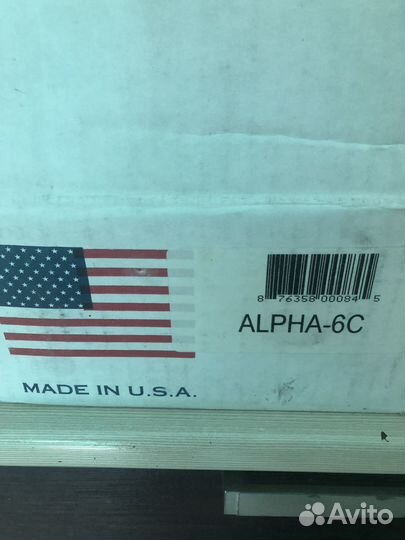 8 76358 00084 5
ALPHA-6C
MADE IN U.S.A.
Avito